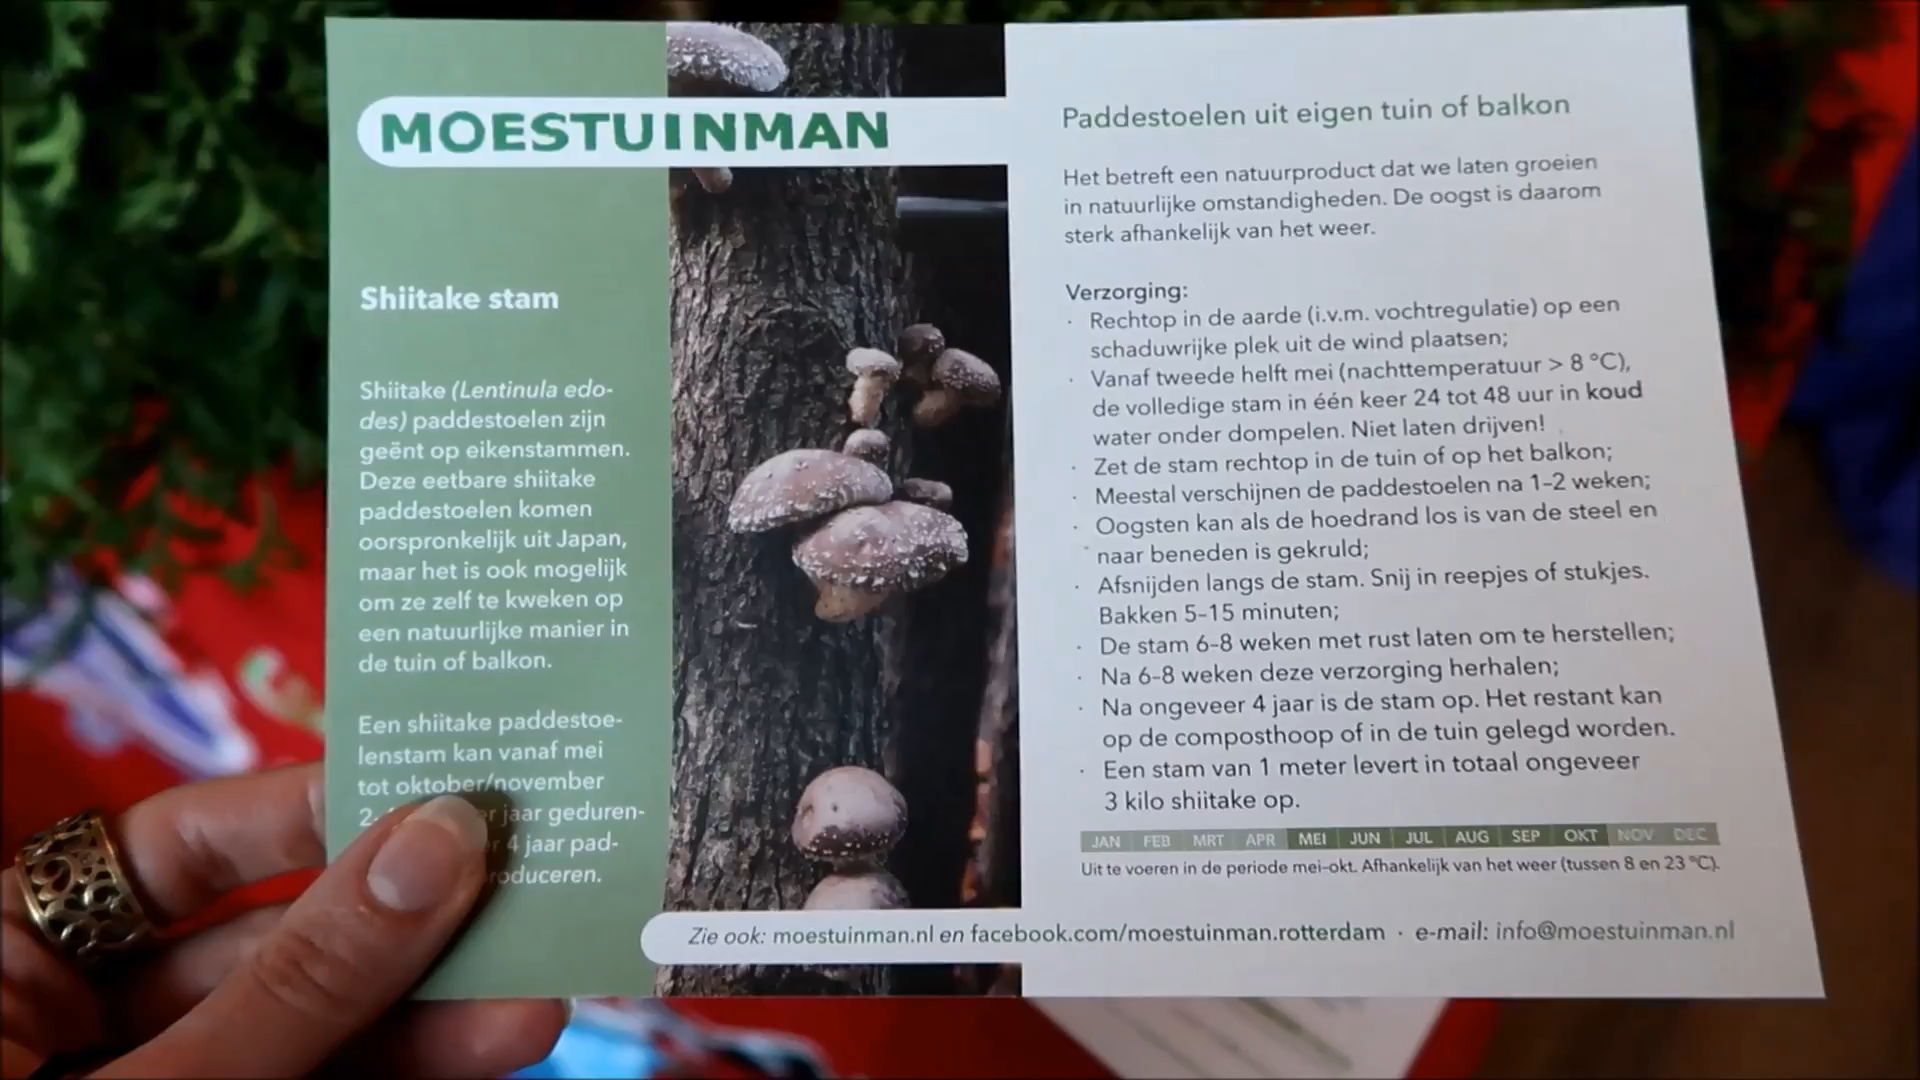 MOESTUINMAN
Shiitake stam
Shiitake (Lentinula edo-
des) paddestoelen zijn
geënt op eikenstammen.
Deze eetbare shiitake
paddestoelen komen
oorspronkelijk uit Japan,
maar het is ook mogelijk
om ze zelf te kweken op
een natuurlijke manier in
de tuin of balkon.
Een shiitake paddestoe-
lenstam kan vanaf mei
tot oktober/november
jaar geduren-
4 jaar pad-
Paddestoelen uit eigen tuin of balkon
Het betreft een natuurproduct dat we laten groeien
in natuurlijke omstandigheden. De oogst is daarom
sterk afhankelijk van het weer.
Verzorging:
· Rechtop in de aarde (i.v.m. vochtregulatie) op een
schaduwrijke plek uit de wind plaatsen;
· Vanaf tweede helft mei (nachttemperatuur > 8 °C),
de volledige stam in één keer 24 tot 48 uur in koud
water onder dompelen. Niet laten drijven!
· Zet de stam rechtop in de tuin of op het balkon;
· Meestal verschijnen de paddestoelen na 1-2 weken;
· Oogsten kan als de hoedrand los is van de steel en
naar beneden is gekruld;
· Afsnijden langs de stam. Snij in reepjes of stukjes.
Bakken 5-15 minuten;
· De stam 6-8 weken met rust laten om te herstellen;
· Na 6-8 weken deze verzorging herhalen;
· Na ongeveer 4 jaar is de stam op. Het restant kan
op de composthoop of in de tuin gelegd worden.
· Een stam van 1 meter levert in totaal ongeveer
3 kilo shiitake op.
JAN FEB MRT APR MEI JUN JUL AUG SEP OKT NOV DEC
Uit te voeren in de periode mei-okt. Afhankelijk van het weer (tussen 8 en 23 °C).
Zie ook: moestuinman.nl en facebook.com/moestuinman.rotterdam · e-mail: info@moestuinman.nl